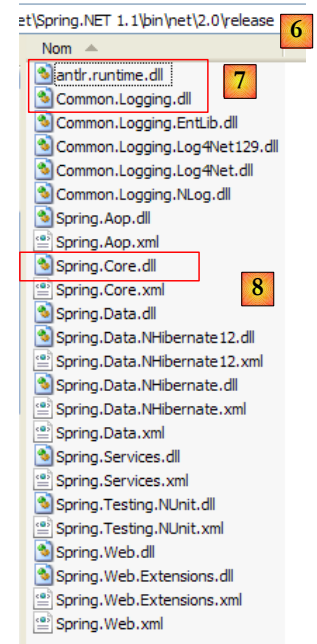 et\Spring.NET 1.1\bin\net\2.0\release
6
Nom
antlr.runtime.dll
7
Common.Logging.dll
Common.Logging.EntLib.dll
Common.Logging.Log4Net129.dll
Common.Logging.Log4Net.dll
Common.Logging.NLog.dll
Spring.Aop.dll
Spring.Aop.xml
Spring.Core.dll
8
Spring.Core.xml
Spring.Data.dll
Spring.Data.NHibernate12.dll
Spring.Data.NHibernate12.xml
Spring.Data.NHibernate.dll
Spring.Data.NHibernate.xml
Spring.Data.xml
Spring.Services.dll
Spring.Services.xml
Spring.Testing.NUnit.dll
Spring.Testing.NUnit.xml
Spring.Web.dll
Spring.Web.Extensions.dll
Spring.Web.Extensions.xml
Spring.Web.xml